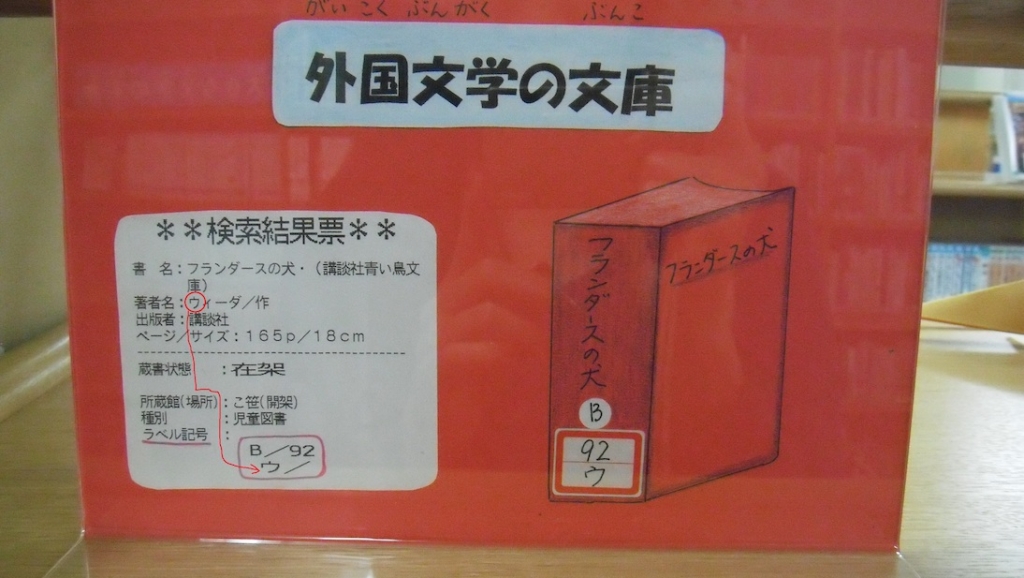 がいこくぶんがく ぶんこ
外国文学の文庫
**検索結果票**
書 名:フランダースの犬・(講談社青い鳥文
庫)
著者名:ウィーダ/作
出版者:講談社
ページ/サイズ:165p/18cm
蔵書状態 :在架
所蔵館(場所):こ笹(開架)
種別 :児童図書
ラベル記号 :
B/92
ウ/
フランダースの犬
B
92
ウ
フランダースの犬